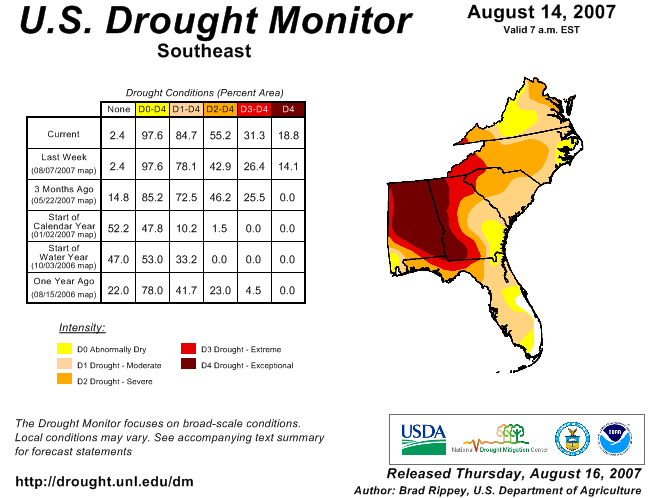 U.S. Drought Monitor
Southeast
August 14, 2007
Valid 7 a.m. EST
Drought Conditions (Percent Area)
None D0-D4 D1-D4 D2-D4 D3-D4 D4
Current 2.4 97.6 84.7 55.2 31.3 18.8
Last Week
(08/07/2007 map) 2.4 97.6 78.1 42.9 26.4 14.1
3 Months Ago
(05/22/2007 map) 14.8 85.2 72.5 46.2 25.5 0.0
Start of
Calendar Year
(01/02/2007 map) 52.2 47.8 10.2 1.5 0.0 0.0
Start of
Water Year
(10/03/2006 map) 47.0 53.0 33.2 0.0 0.0 0.0
One Year Ago
(08/15/2006 map) 22.0 78.0 41.7 23.0 4.5 0.0
Intensity:
D0 Abnormally Dry
D1 Drought - Moderate
D2 Drought - Severe
D3 Drought - Extreme
D4 Drought - Exceptional
The Drought Monitor focuses on broad-scale conditions.
Local conditions may vary. See accompanying text summary
for forecast statements
http://drought.unl.edu/dm
USDA
National Drought Mitigation Center
NOAA
Released Thursday, August 16, 2007
Author: Brad Rippey, U.S. Department of Agriculture